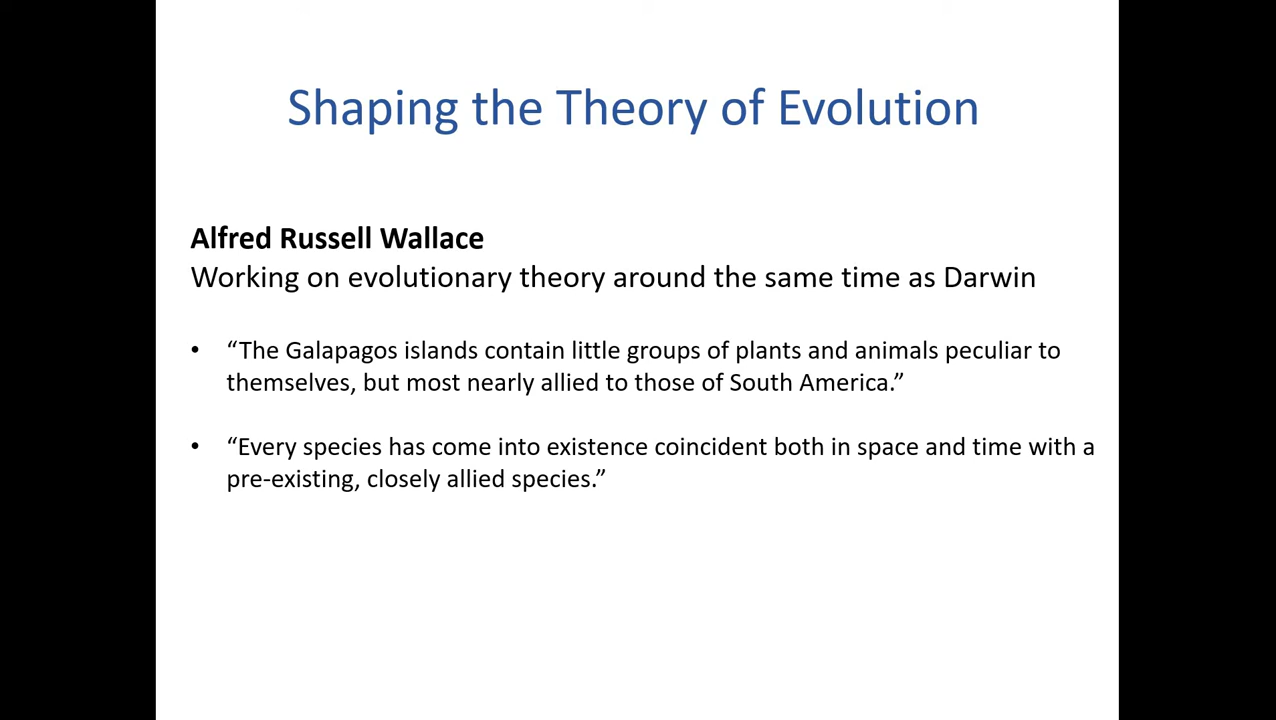 Shaping the Theory of Evolution
Alfred Russell Wallace
Working on evolutionary theory around the same time as Darwin
• “The Galapagos islands contain little groups of plants and animals peculiar to
themselves, but most nearly allied to those of South America.”
• “Every species has come into existence coincident both in space and time with a
pre-existing, closely allied species.”